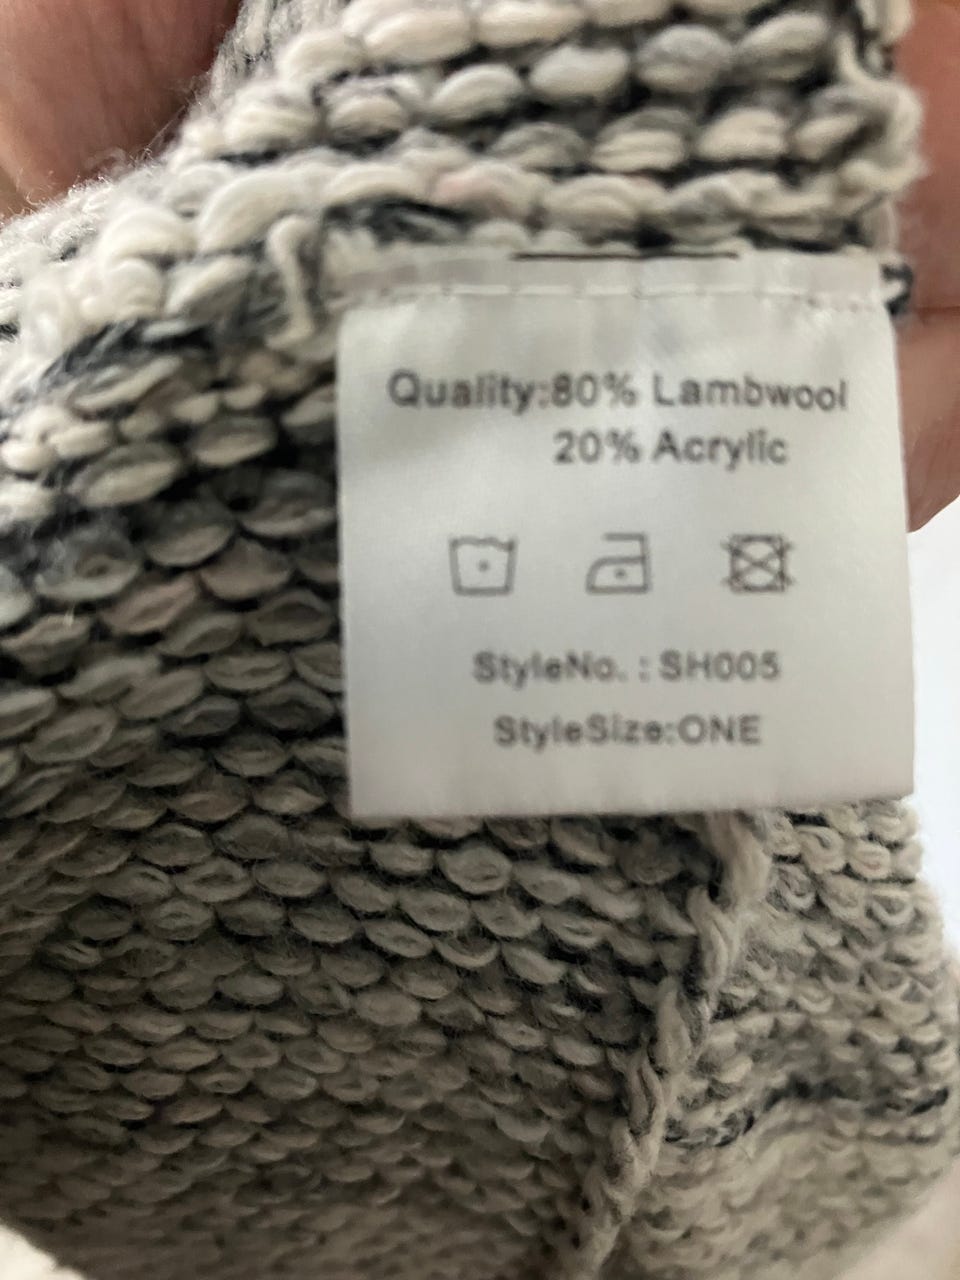 Quality:80% Lambwool
20% Acrylic
StyleNo. : SH005
StyleSize:ONE